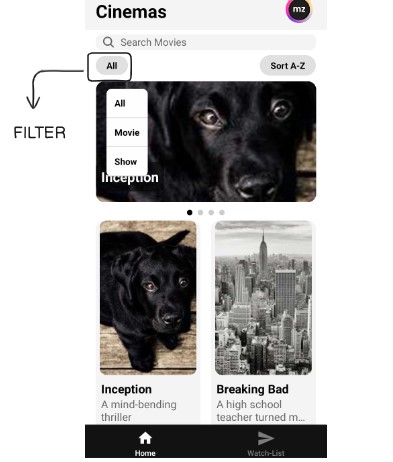 Cinemas
mz
Search Movies
All
Sort A-Z
FILTER
All
Movie
Show
Inception
Inception
A mind-bending
thriller
Breaking Bad
A high school
teacher turned m...
Home
Watch-List